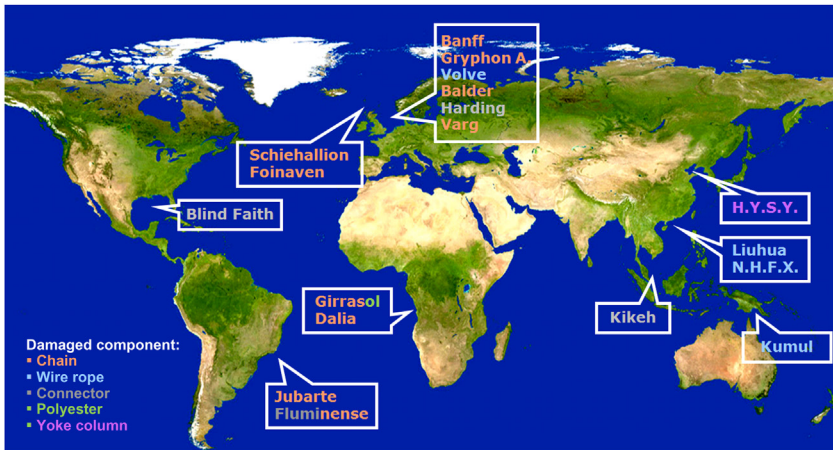 Banff
Gryphon A.
Volve
Balder
Harding
Varg
Schiehallion
Foinaven
Blind Faith
H.Y.S.Y.
Liuhua
N.H.F.X.
Girrasol
Dalia
Kikeh
Kumul
Jubarte
Fluminense
Damaged component:
▪ Chain
▪ Wire rope
▪ Connector
▪ Polyester
▪ Yoke column